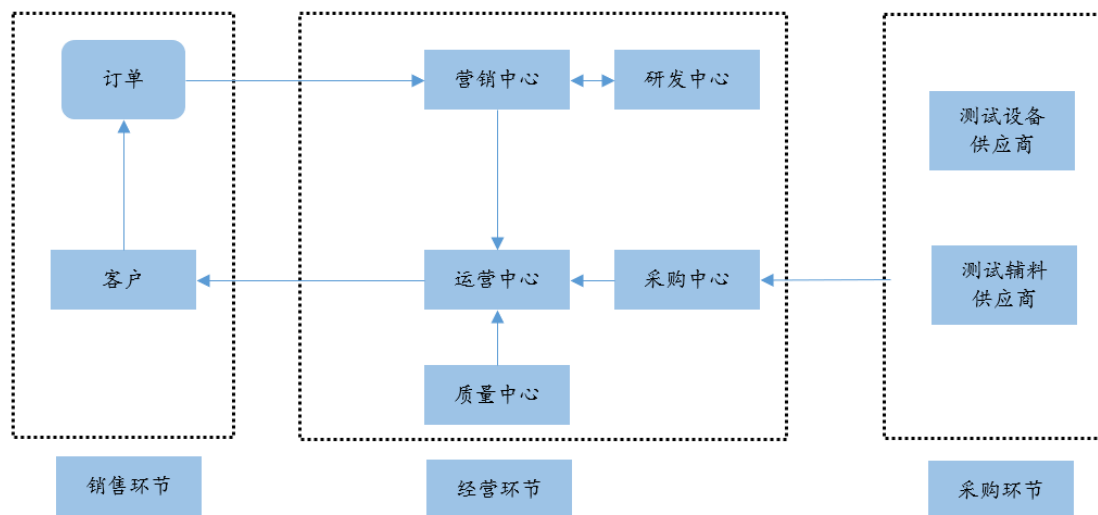 订单
营销中心
研发中心
测试设备
供应商
客户
运营中心
采购中心
测试辅料
供应商
质量中心
销售环节
经营环节
采购环节